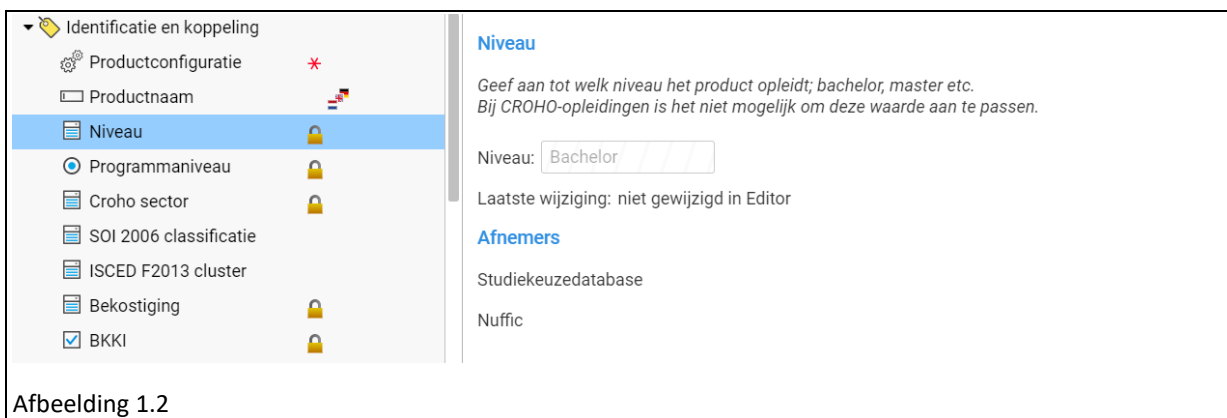 Identificatie en koppeling
Productconfiguratie
Productnaam
Niveau
Programmaniveau
Croho sector
SOI 2006 classificatie
ISCED F2013 cluster
Bekostiging
BKKI
Niveau
Geef aan tot welk niveau het product opleidt; bachelor, master etc.
Bij CROHO-opleidingen is het niet mogelijk om deze waarde aan te passen.
Niveau: Bachelor
Laatste wijziging: niet gewijzigd in Editor
Afnemers
Studiekeuzedatabase
Nuffic
Afbeelding 1.2